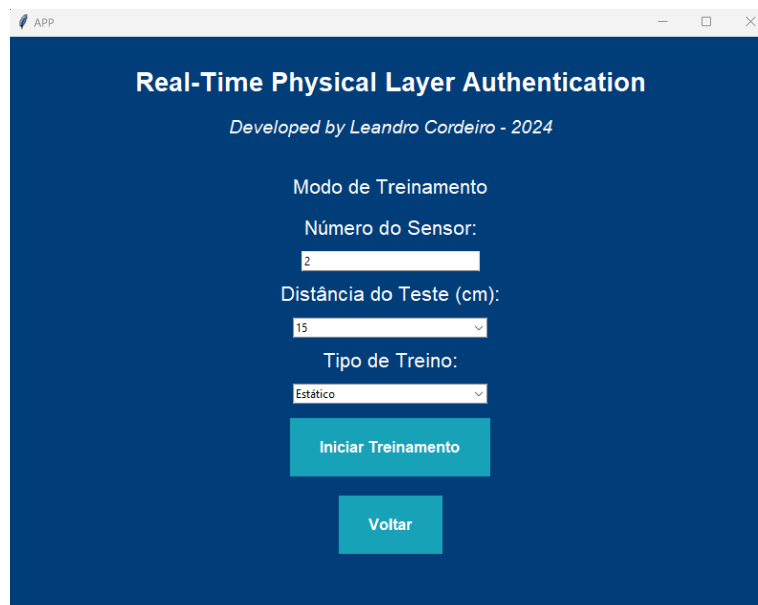 APP
Real-Time Physical Layer Authentication
Developed by Leandro Cordeiro - 2024
Modo de Treinamento
Número do Sensor:
2
Distância do Teste (cm):
15
Tipo de Treino:
Estático
Iniciar Treinamento
Voltar